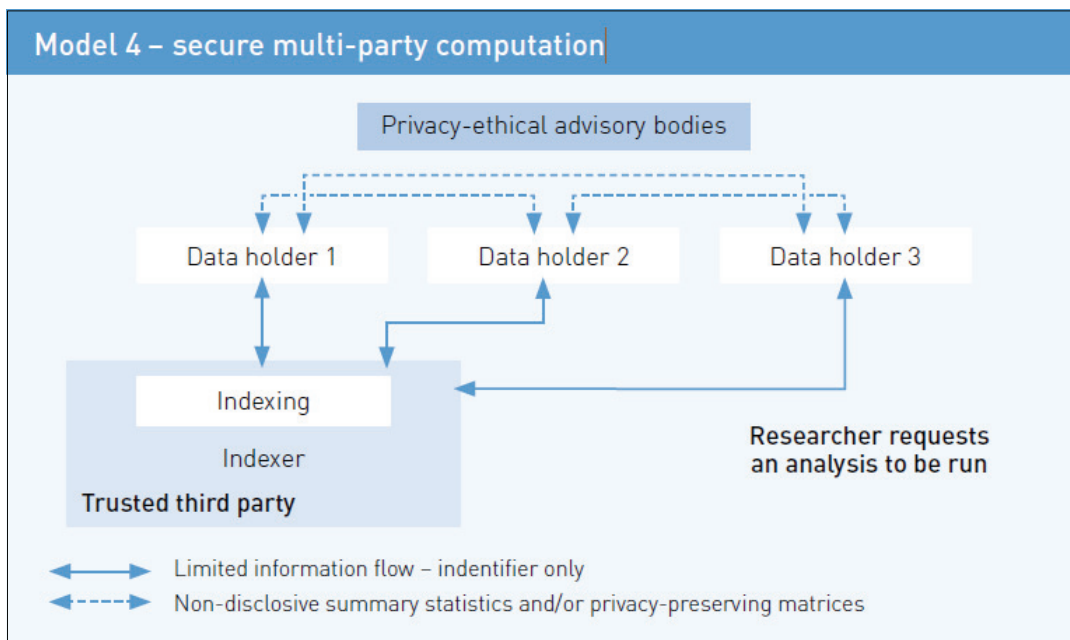 Model 4 – secure multi-party computation
Privacy-ethical advisory bodies
Data holder 1
Data holder 2
Data holder 3
Indexing
Indexer
Trusted third party
Researcher requests
an analysis to be run
Limited information flow – indentifier only
Non-disclosive summary statistics and/or privacy-preserving matrices